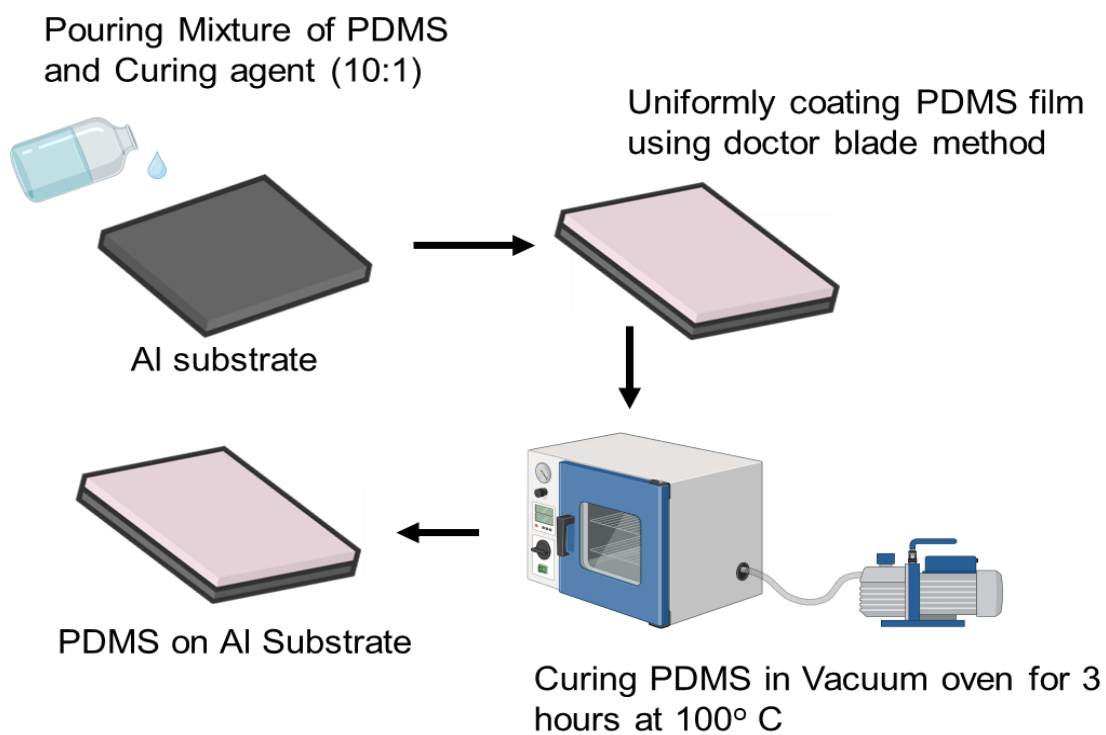 Pouring Mixture of PDMS
and Curing agent (10:1)
Uniformly coating PDMS film
using doctor blade method
Al substrate
PDMS on Al Substrate
Curing PDMS in Vacuum oven for 3
hours at 100° C